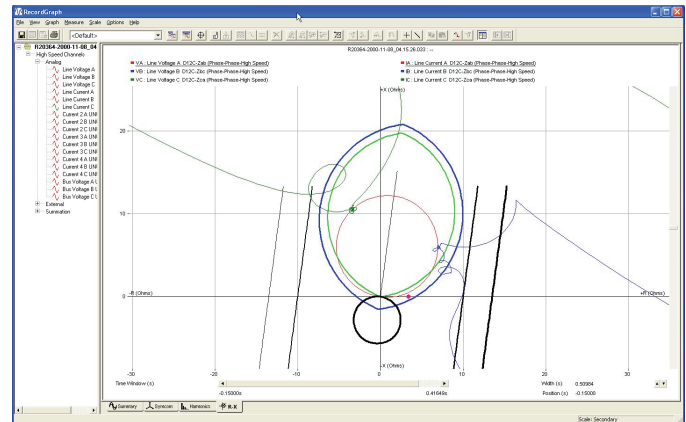 RecordGraph
File View Graph Measure Scale Options Help
<Default>
R20364-2000-11-08_04
High Speed Channels
Analog
Line Voltage A
Line Voltage B
Line Voltage C
Line Current A
Line Current B
Line Current C
Current 2 A UNI
Current 2 B UNI
Current 2 C UNI
Current 3 A UNI
Current 3 B UNI
Current 3 C UNI
Current 4 A UNI
Current 4 B UNI
Current 4 C UNI
Bus Voltage A U
Bus Voltage B U
Bus Voltage C U
External
Summation
R20364-2000-11-08_04.15.26.033 : --
VA : Line Voltage A D12C-Zab (Phase-Phase-High Speed)
VB : Line Voltage B D12C-Zbc (Phase-Phase-High Speed)
VC : Line Voltage C D12C-Zca (Phase-Phase-High Speed)
IA : Line Current A D12C-Zab (Phase-Phase-High Speed)
IB : Line Current B D12C-Zbc (Phase-Phase-High Speed)
IC : Line Current C D12C-Zca (Phase-Phase-High Speed)
+X (Ohms)
20
10
-R (Ohms)
0
+R (Ohms)
-X (Ohms)
-30 -20 -10 0 10 20 30
Time Window (s)
Width (s) 0.50984
-0.15000s 0.41649s
Position (s) -0.15008
Summary Symcom Harmonics R-X
Scale: Secondary